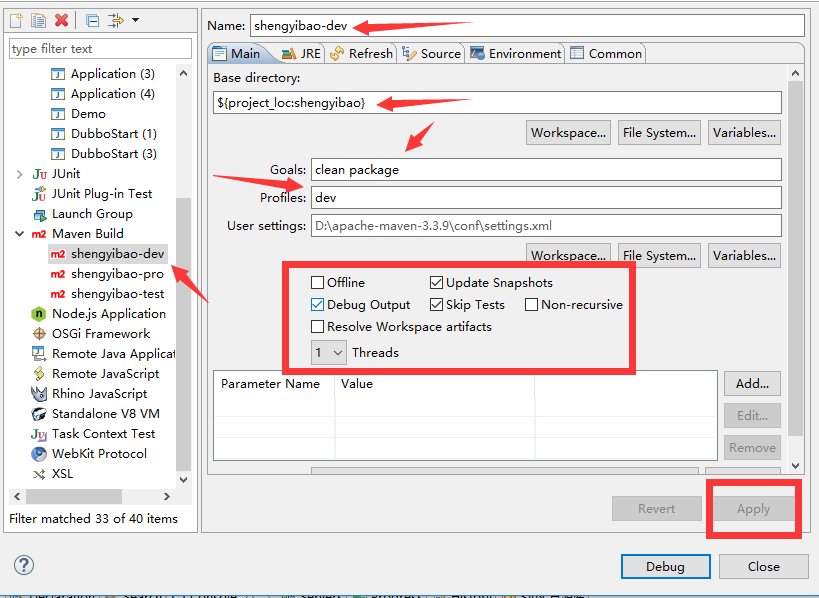 Name: shengyibao-dev
type filter text
Application (3)
Application (4)
Demo
DubboStart (1)
DubboStart (3)
JUnit
JUnit Plug-in Test
Launch Group
Maven Build
shengyibao-dev
shengyibao-pro
shengyibao-test
Node.js Application
OSGi Framework
Remote Java Applicat
Remote JavaScript
Rhino JavaScript
Standalone V8 VM
Task Context Test
WebKit Protocol
XSL
Filter matched 33 of 40 items
Main JRE Refresh Source Environment Common
Base directory:
${project_loc:shengyibao}
Workspace... File System... Variables...
Goals: clean package
Profiles: dev
User settings: D:\apache-maven-3.3.9\conf\settings.xml
Workspace... File System... Variables...
Offline Update Snapshots
Debug Output Skip Tests Non-recursive
Resolve Workspace artifacts
1 Threads
Parameter Name Value
Add...
Edit...
Remove
Revert Apply
Debug Close